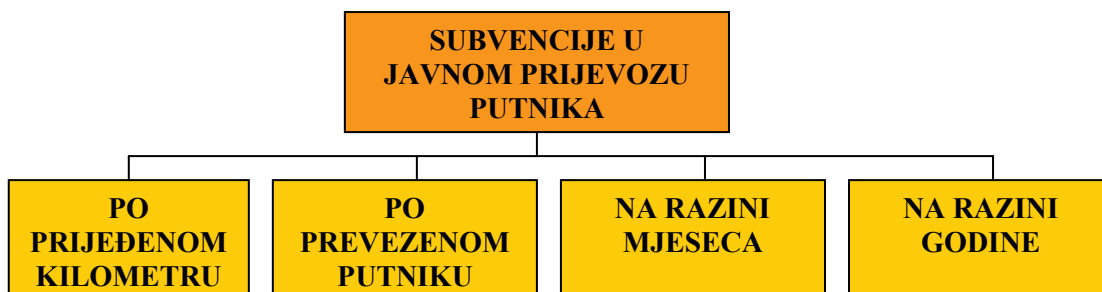 SUBVENCIJE U
JAVNOM PRIJEVOZU
PUTNIKA
PO
PRIJEĐENOM
KILOMETRU
PO
PREVEZENOM
PUTNIKU
NA RAZINI
MJESECA
NA RAZINI
GODINE